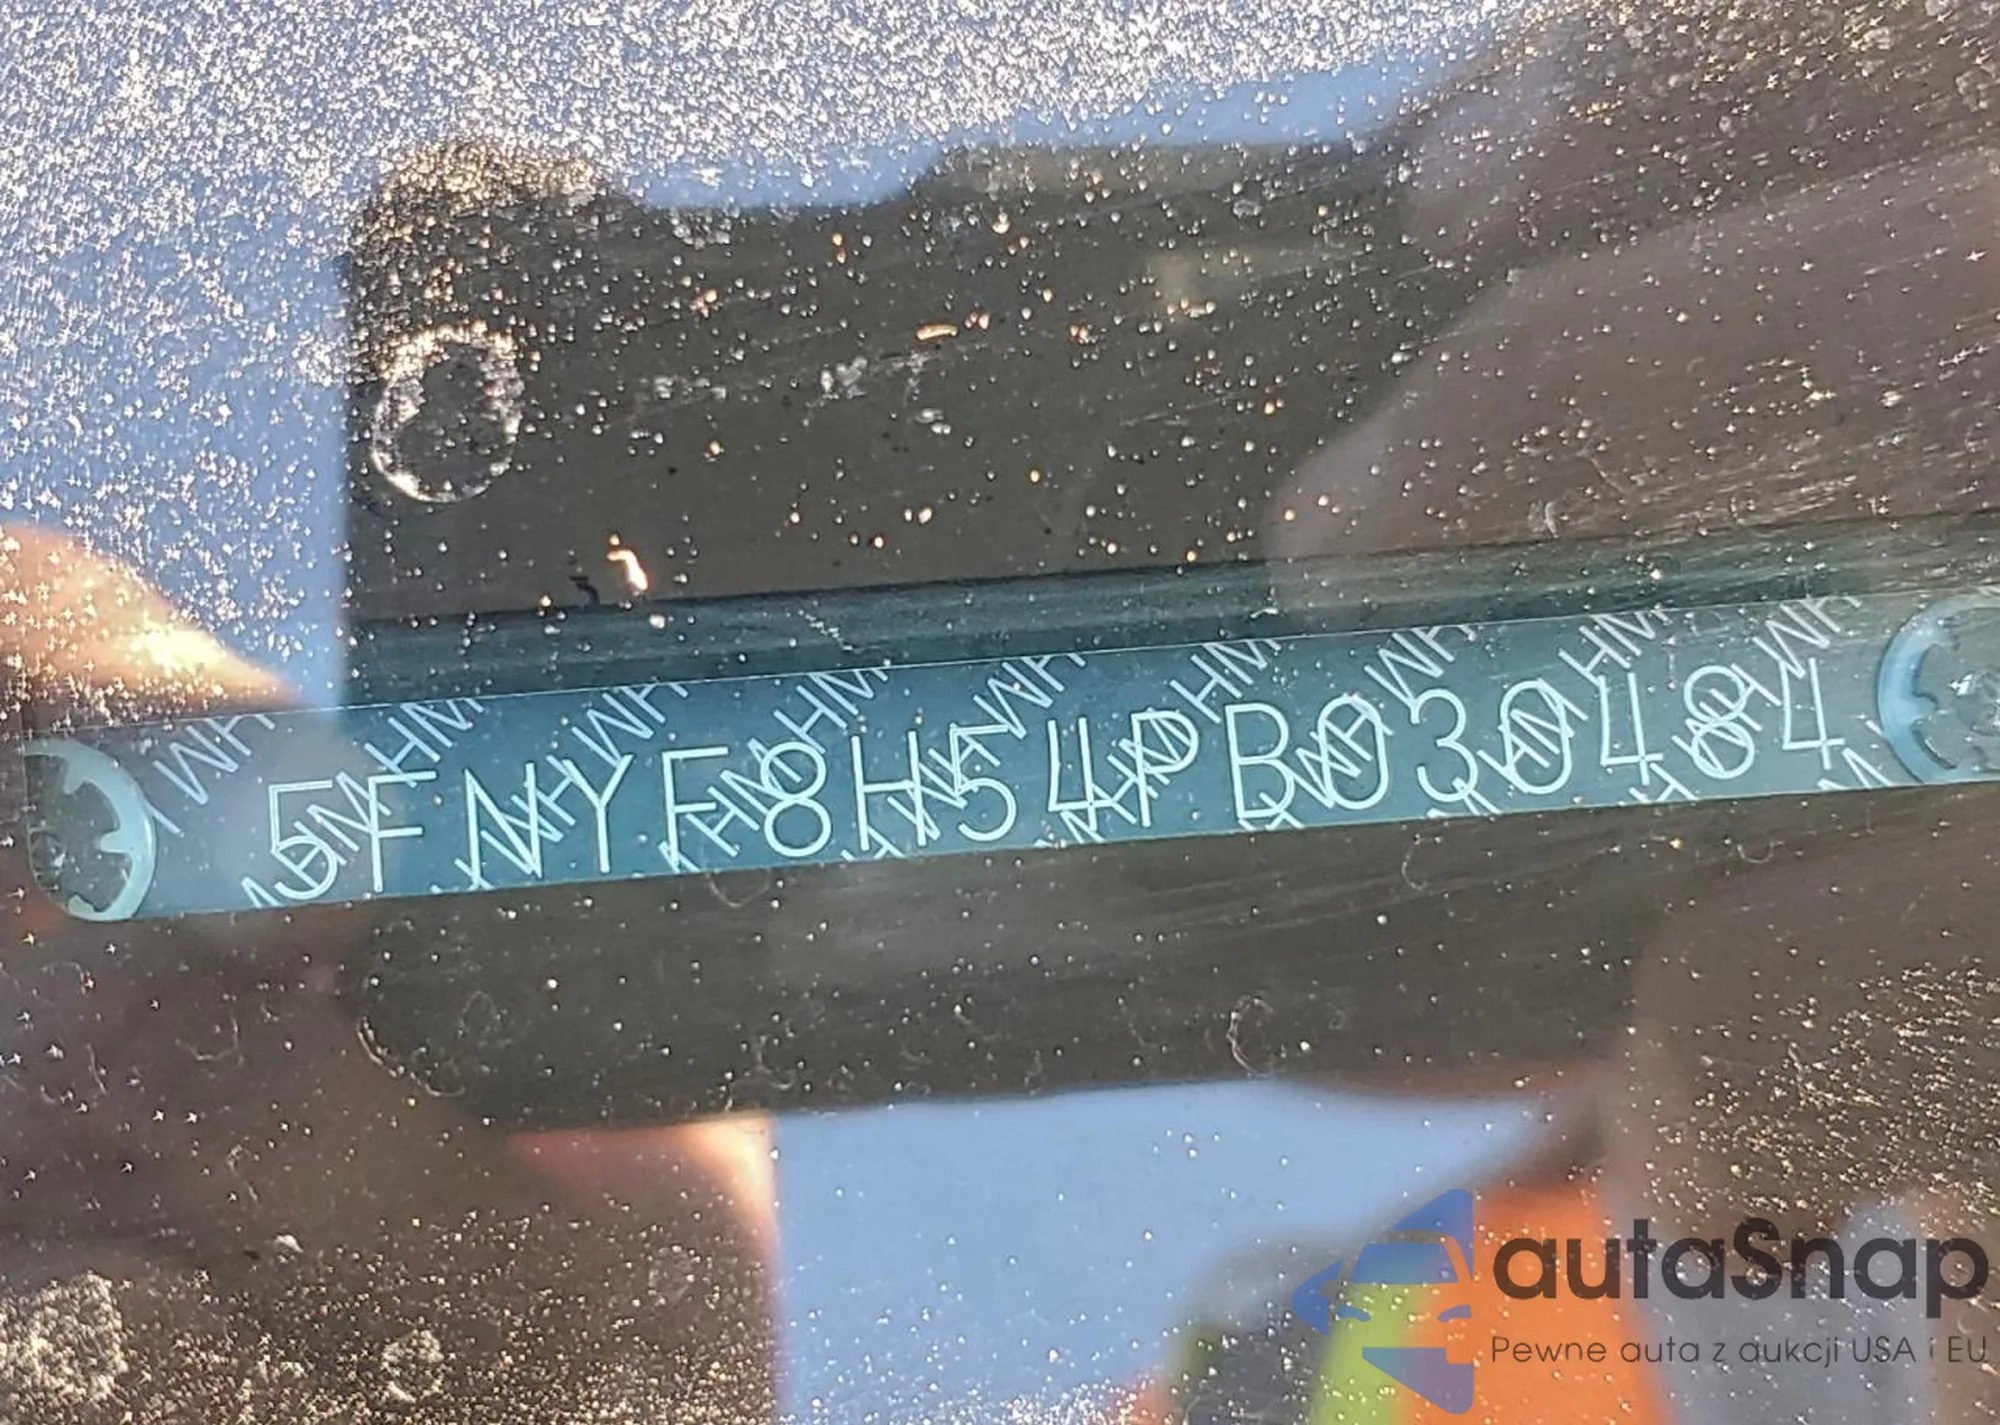 5FNYF8H54PB030484
autaSnap
Pewne auta z aukcji USA i EU